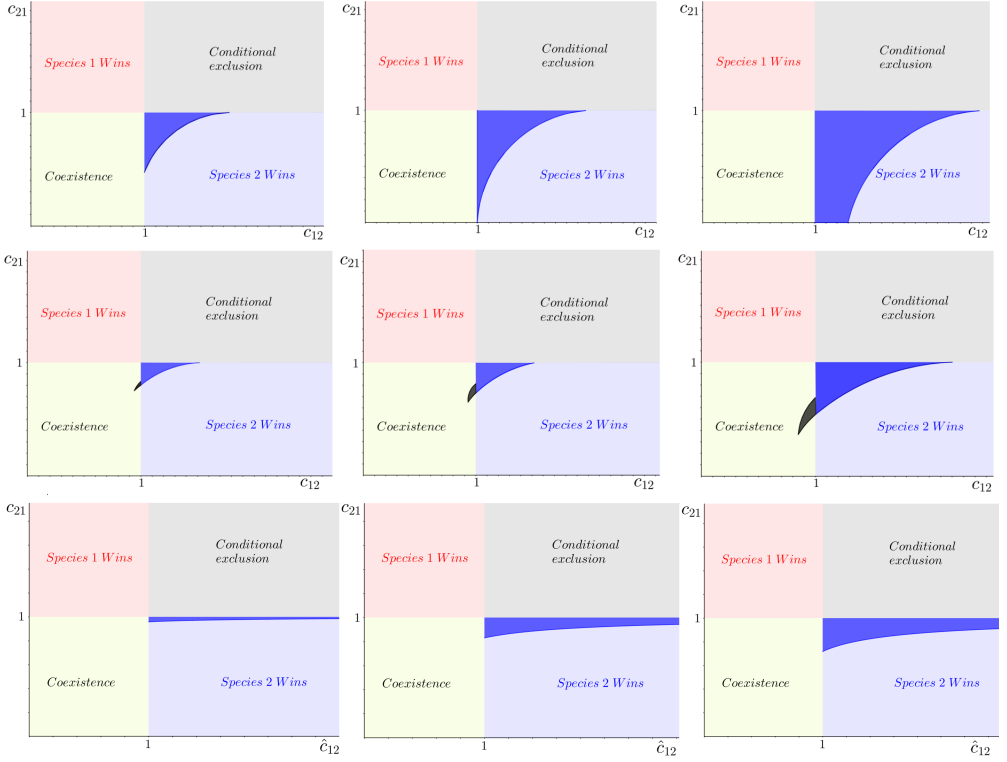 c21
Species 1 Wins
Conditional
exclusion
1
Coexistence
Species 2 Wins
1
c12
c21
Species 1 Wins
Conditional
exclusion
1
Coexistence
Species 2 Wins
1
c12
c21
Species 1 Wins
Conditional
exclusion
1
Coexistence
Species 2 Wins
1
c12
c21
Species 1 Wins
Conditional
exclusion
1
Coexistence
Species 2 Wins
1
c12
c21
Species 1 Wins
Conditional
exclusion
1
Coexistence
Species 2 Wins
1
c12
c21
Species 1 Wins
Conditional
exclusion
1
Coexistence
Species 2 Wins
1
c12
c21
Species 1 Wins
Conditional
exclusion
1
Coexistence
Species 2 Wins
1
ĉ12
c21
Species 1 Wins
Conditional
exclusion
1
Coexistence
Species 2 Wins
1
ĉ12
c21
Species 1 Wins
Conditional
exclusion
1
Coexistence
Species 2 Wins
1
ĉ12